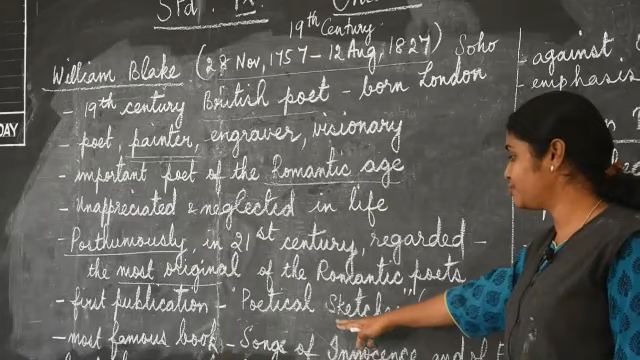 Std. IX
19th Century
William Blake (28 Nov, 1757 - 12 Aug, 1827) Soho
- 19th century British poet - born London
- poet, painter, engraver, visionary
- important poet of the Romantic age
- Unappreciated & neglected in life
- Posthumously, in 21st century, regarded -
the most original of the Romantic poets
- first publication - Poetical
- most famous book - Songs of Innocence and of
- against
- emphasis
DAY